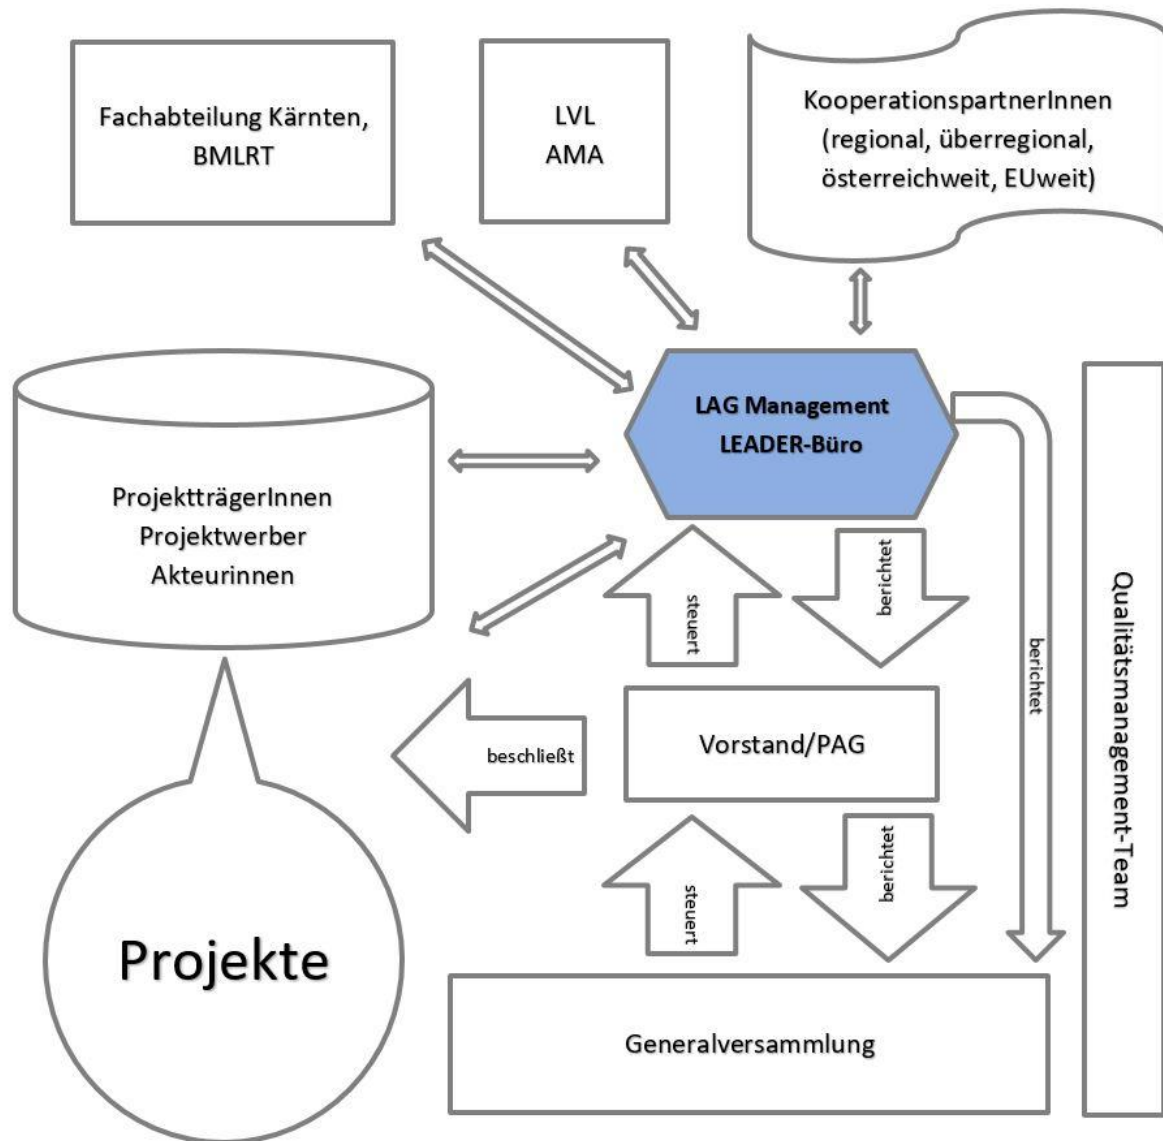 Fachabteilung Kärnten,
BMLRT
LVL
AMA
KooperationspartnerInnen
(regional, überregional,
österreichweit, EUweit)
LAG Management
LEADER-Büro
ProjektträgerInnen
Projektwerber
Akteurinnen
steuert
berichtet
berichtet
Qualitätsmanagement-Team
Vorstand/PAG
beschließt
steuert
berichtet
Projekte
Generalversammlung